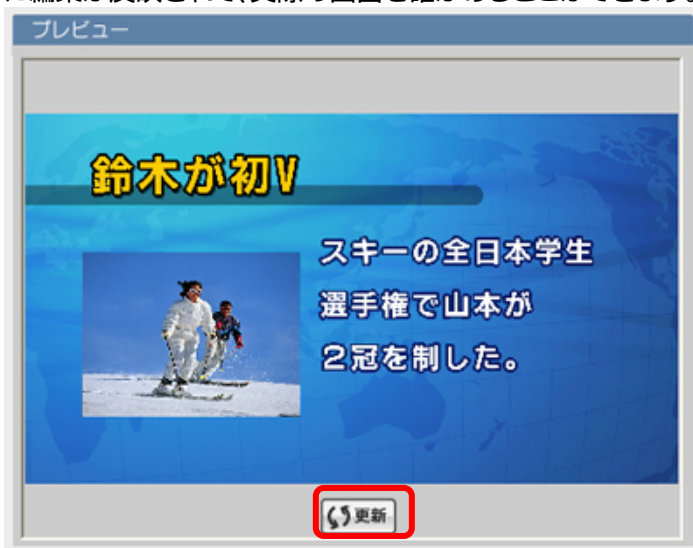 プレビュー
鈴木が初V
スキーの全日本学生
選手権で山本が
2冠を制した。
更新